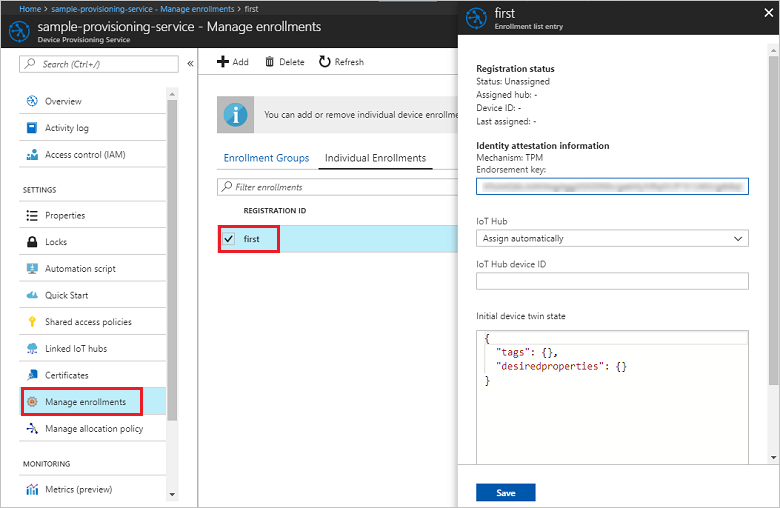 Home > sample-provisioning-service - Manage enrollments > first
sample-provisioning-service - Manage enrollments
Device Provisioning Service
Search (Ctrl+/)
Overview
Activity log
Access control (IAM)
SETTINGS
Properties
Locks
Automation script
Quick Start
Shared access policies
Linked IoT hubs
Certificates
Manage enrollments
Manage allocation policy
MONITORING
Metrics (preview)
Add Delete Refresh
You can add or remove individual device enrollme
Enrollment Groups Individual Enrollments
Filter enrollments
REGISTRATION ID
first
first
Enrollment list entry
Registration status
Status: Unassigned
Assigned hub: -
Device ID: -
Last assigned: -
Identity attestation information
Mechanism: TPM
Endorsement key:
IoT Hub
Assign automatically
IoT Hub device ID
Initial device twin state
{
"tags": {},
"desiredproperties": {}
}
Save